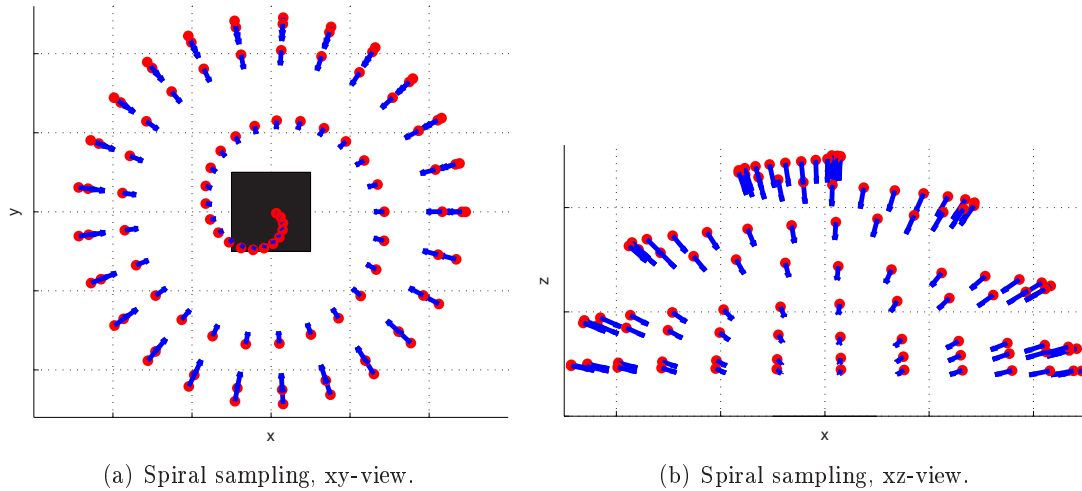 y
x
(a) Spiral sampling, xy-view.
z
x
(b) Spiral sampling, xz-view.